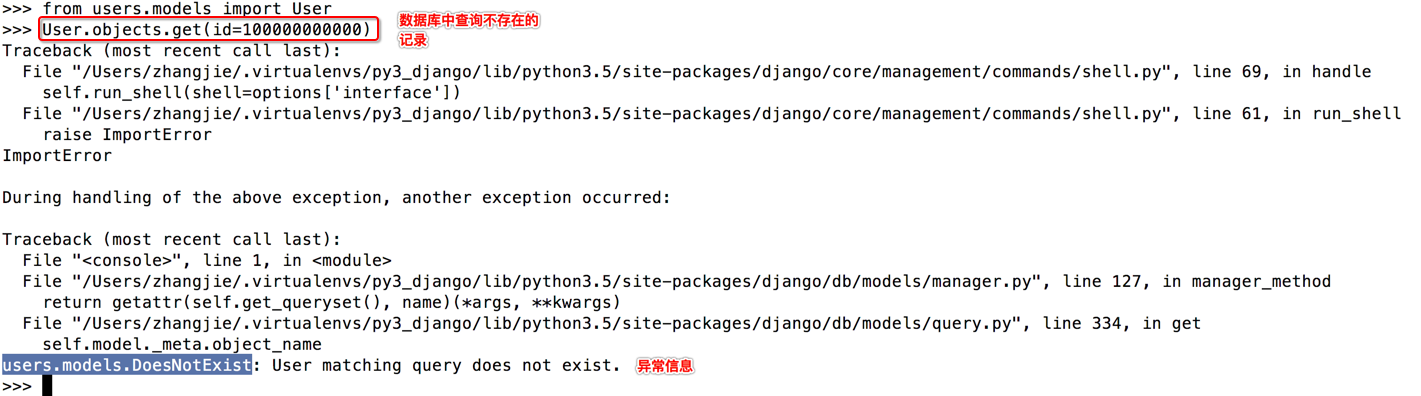 >>> from users.models import User
>>> User.objects.get(id=100000000000)
数据库中查询不存在的
记录
Traceback (most recent call last):
  File "/Users/zhangjie/.virtualenvs/py3_django/lib/python3.5/site-packages/django/core/management/commands/shell.py", line 69, in handle
    self.run_shell(shell=options['interface'])
  File "/Users/zhangjie/.virtualenvs/py3_django/lib/python3.5/site-packages/django/core/management/commands/shell.py", line 61, in run_shell
    raise ImportError
ImportError
During handling of the above exception, another exception occurred:
Traceback (most recent call last):
  File "<console>", line 1, in <module>
  File "/Users/zhangjie/.virtualenvs/py3_django/lib/python3.5/site-packages/django/db/models/manager.py", line 127, in manager_method
    return getattr(self.get_queryset(), name)(*args, **kwargs)
  File "/Users/zhangjie/.virtualenvs/py3_django/lib/python3.5/site-packages/django/db/models/query.py", line 334, in get
    self.model._meta.object_name
users.models.DoesNotExist: User matching query does not exist. 异常信息
>>>